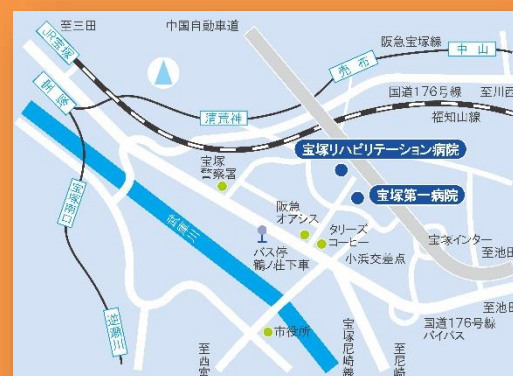 至三田
中国自動車道
JR宝塚
阪急宝塚線
中山
売布
宝塚
国道176号線
至川西
清荒神
福知山線
宝塚リハビリテーション病院
宝塚
警察署
宝塚第一病院
宝塚南口
阪急
オアシス
タリーズ
コーヒー
武庫川
宝塚インター
バス停
鶴ノ荘下車
小浜交差点
至池田
逆瀬川
至池田
市役所
国道176号線
バイパス
至西宮
宝塚尼崎線
至尼崎